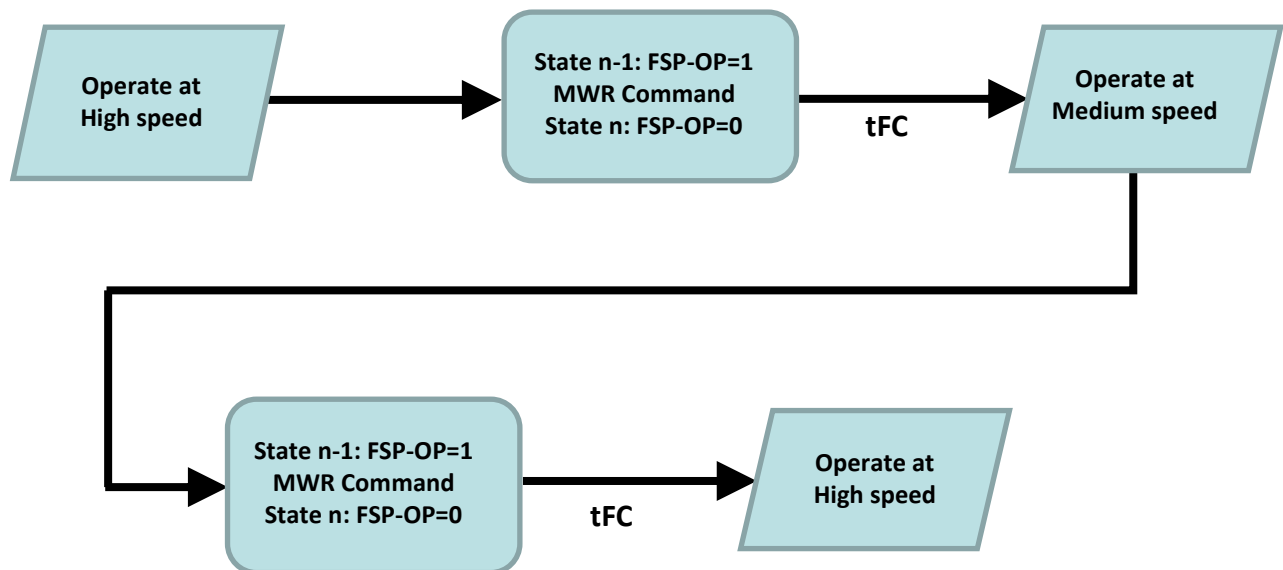 Operate at
High speed
State n-1: FSP-OP=1
MWR Command
State n: FSP-OP=0
tFC
Operate at
Medium speed
State n-1: FSP-OP=1
MWR Command
State n: FSP-OP=0
tFC
Operate at
High speed